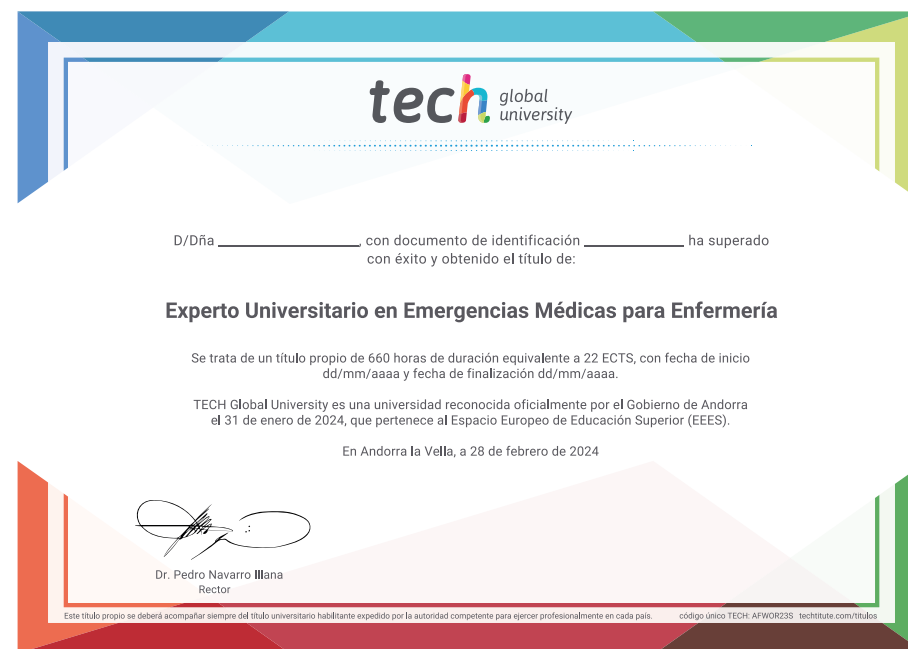 tech global university
D/Dña ____________________, con documento de identificación ______________ ha superado
con éxito y obtenido el título de:
Experto Universitario en Emergencias Médicas para Enfermería
Se trata de un título propio de 660 horas de duración equivalente a 22 ECTS, con fecha de inicio
dd/mm/aaaa y fecha de finalización dd/mm/aaaa.
TECH Global University es una universidad reconocida oficialmente por el Gobierno de Andorra
el 31 de enero de 2024, que pertenece al Espacio Europeo de Educación Superior (EEES).
En Andorra la Vella, a 28 de febrero de 2024
Dr. Pedro Navarro Illana
Rector
Este título propio se deberá acompañar siempre del título universitario habilitante expedido por la autoridad competente para ejercer profesionalmente en cada país. código único TECH: AFWOR23S techtitute.com/titulos